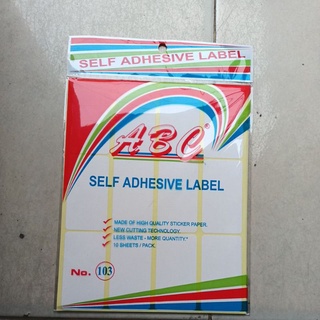 SELF ADHESIVE LABEL
ABC
SELF ADHESIVE LABEL
MADE OF HIGH QUALITY STICKER PAPER.
NEW CUTTING TECHNOLOGY.
LESS WASTE - MORE QUANTITY.
10 SHEETS / PACK.
No. 103